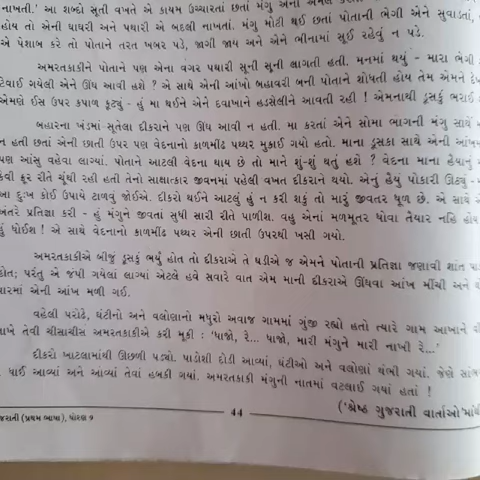 નાખતી.' આ શબ્દો સૂતી વખતે એ કાયમ ઉચ્ચારતાં છતાં મંગુ એનો અમલ
હોય તો એની ઘાઘરી અને પથારી એ બદલી નાખતાં. મંગુ મોટી થઈ છતાં પોતાની ભેગી એને સુવાડતાં,
એ પેશાબ કરે તો પોતાને તરત ખબર પડે, જાગી જાય અને એને ભીનામાં સૂઈ રહેવું ન પડે.
અમરતકાકીને પોતાને પણ એના વગર પથારી સૂની સૂની લાગતી હતી. મનમાં થયું - મારા ભેગી
ટેવાઈ ગયેલી એને ઊંઘ આવી હશે ? એ સાથે એની આંખો બહાવરી બની પોતાને શોધતી હોય તેમ એમને
એમણે ઈસ ઉપર કપાળ કૂટ્યું - હું મા થઈને એને દવાખાને હડસેલીને આવતી રહી ! એમનાથી ડૂસકું ભરાઈ
બહારના ખંડમાં સૂતેલા દીકરાને પણ ઊંઘ આવી ન હતી. મા કરતાં એને સોમા ભાગની મંગુ સાથે
ન હતી છતાં એની છાતી ઉપર પણ વેદનાનો કાળમીંઢ પથ્થર મુકાઈ ગયો હતો. માના ડૂસકા સાથે એની આંખમાં
પણ આંસુ વહેવા લાગ્યાં. પોતાને આટલી વેદના થાય છે તો માને શું-શું થતું હશે ? વેદના માના હૈયાનું
કેવી ક્રૂર રીતે ચૂંથી રહી હતી તેનો સાક્ષાત્કાર જીવનમાં પહેલી વખત દીકરાને થયો. એનું હૈયું પોકારી ઊઠ્યું -
આ દુઃખ કોઈ ઉપાયે ટાળવું જોઈએ. દીકરો થઈને આટલું હું ન કરી શકું તો મારું જીવતર ધૂળ છે. એ સાથે
અંતરે પ્રતિજ્ઞા કરી - હું મંગુને જીવતાં સુધી સારી રીતે પાળીશ. વહુ એનાં મળમૂતર ધોવા તૈયાર નહિ હોય
હું ધોઈશ ! એ સાથે વેદનાનો કાળમીંઢ પથ્થર એની છાતી ઉપરથી ખસી ગયો.
અમરતકાકીએ બીજું ડૂસકું ભર્યું હોત તો દીકરાએ તે ઘડીએ જ એમને પોતાની પ્રતિજ્ઞા જણાવી શાંત
હોત; પરંતુ એ જંપી ગયેલાં લાગ્યાં એટલે હવે સવારે વાત એમ માની દીકરાએ ઊંઘવા આંખ મીંચી અને
વારમાં એની આંખ મળી ગઈ.
વહેલી પરોઢે, ઘંટીનો અને વલોણાનો મધુરો અવાજ ગામમાં ગુંજી રહ્યો હતો ત્યારે ગામ આખાને
નાખે તેવી ચીસાચીસ અમરતકાકીએ કરી મૂકી : 'ધાજો, રે... ધાજો, મારી મંગુને મારી નાખી રે...'
દીકરો ખાટલામાંથી ઊછળી પડ્યો. પાડોશી દોડી આવ્યાં, ઘંટીઓ અને વલોણાં થંભી ગયાં. જેણે
ધાઈ આવ્યાં અને આવ્યાં તેવાં હબકી ગયાં. અમરતકાકી મંગુની નાતમાં વટલાઈ ગયાં હતાં !
('શ્રેષ્ઠ ગુજરાતી વાર્તાઓ'માંથી
(પ્રથમ ભાષા), ધોરણ 9
44